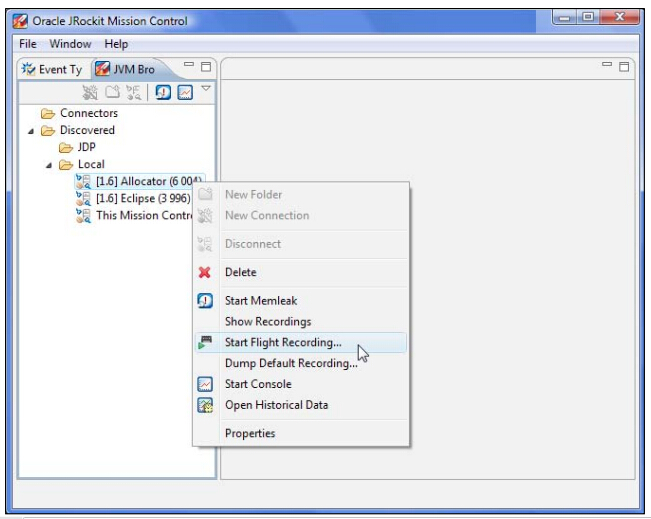 Oracle JRockit Mission Control
File Window Help
Event Ty JVM Bro
Connectors
Discovered
JDP
Local
[1.6] Allocator (6 004)
[1.6] Eclipse (3 996)
This Mission Contr
New Folder
New Connection
Disconnect
Delete
Start Memleak
Show Recordings
Start Flight Recording...
Dump Default Recording...
Start Console
Open Historical Data
Properties